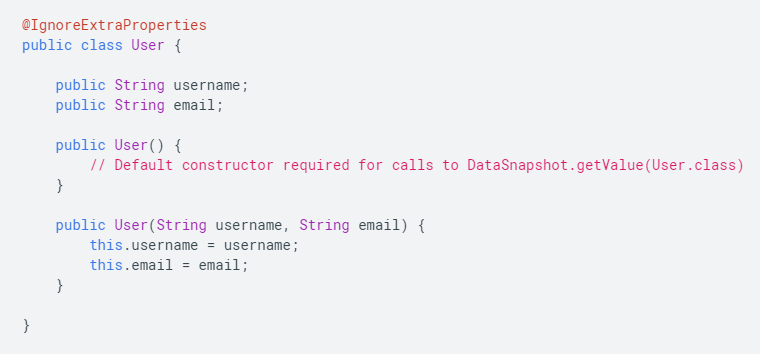 @IgnoreExtraProperties
public class User {
public String username;
public String email;
public User() {
// Default constructor required for calls to DataSnapshot.getValue(User.class)
}
public User(String username, String email) {
this.username = username;
this.email = email;
}
}